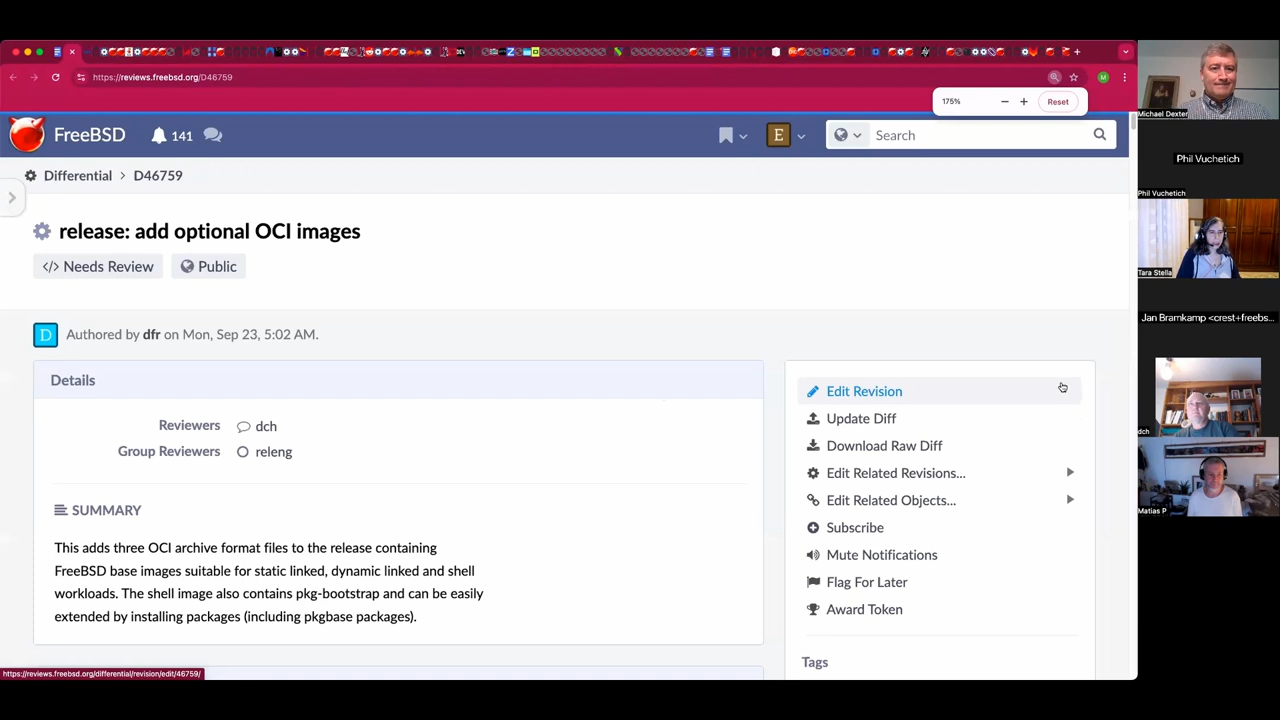 https://reviews.freebsd.org/D46759
M
175%
Reset
FreeBSD
141
E
Search
Differential > D46759
release: add optional OCI images
</> Needs Review
Public
D
Authored by dfr on Mon, Sep 23, 5:02 AM.
Details
Reviewers dch
Group Reviewers releng
SUMMARY
This adds three OCI archive format files to the release containing
FreeBSD base images suitable for static linked, dynamic linked and shell
workloads. The shell image also contains pkg-bootstrap and can be easily
extended by installing packages (including pkgbase packages).
Edit Revision
Update Diff
Download Raw Diff
Edit Related Revisions...
Edit Related Objects...
Subscribe
Mute Notifications
Flag For Later
Award Token
Tags
https://reviews.freebsd.org/differential/revision/edit/46759/
Michael Dexter
Phil Vuchetich
Phil Vuchetich
Tara Stella
Jan Bramkamp <crest+freebs...
dch
Matias P